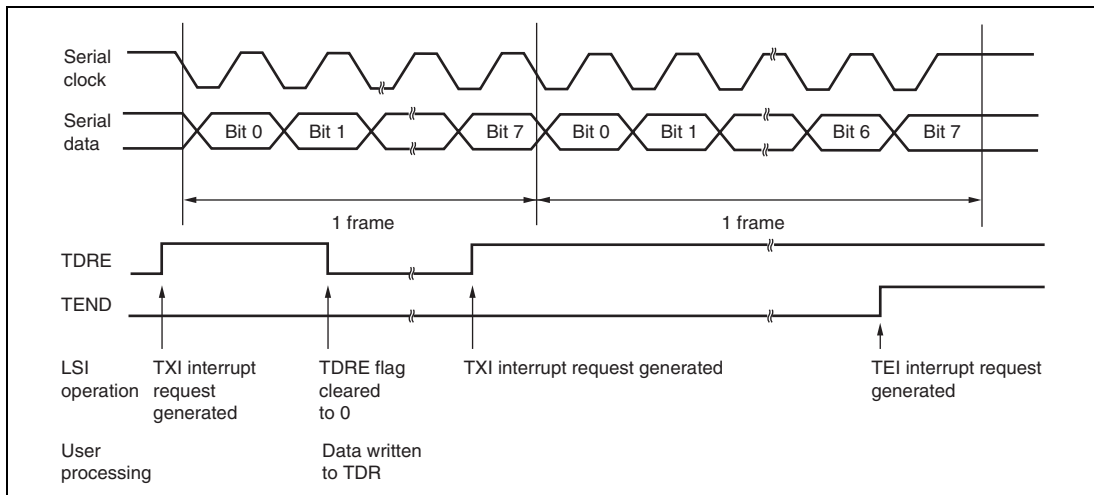 Serial
clock
Serial
data
Bit 0
Bit 1
Bit 7
Bit 0
Bit 1
Bit 6
Bit 7
1 frame
1 frame
TDRE
TEND
LSI
operation
TXI interrupt
request
generated
TDRE flag
cleared
to 0
TXI interrupt request generated
TEI interrupt request
generated
User
processing
Data written
to TDR